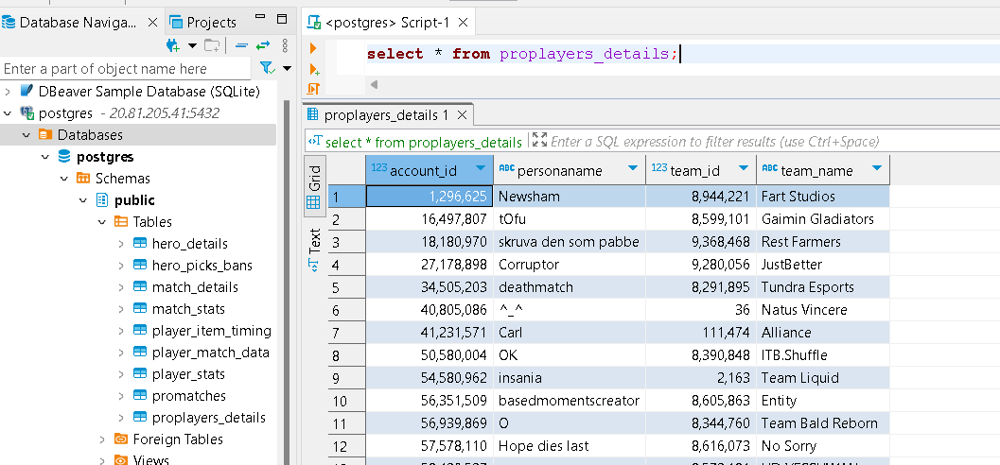 Database Naviga...
Projects
Enter a part of object name here
DBeaver Sample Database (SQLite)
postgres - 20.81.205.41:5432
Databases
postgres
Schemas
public
Tables
hero_details
hero_picks_bans
match_details
match_stats
player_item_timing
player_match_data
player_stats
promatches
proplayers_details
Foreign Tables
Views
<postgres> Script-1
select * from proplayers_details;
proplayers_details 1
select * from proplayers_details
Enter a SQL expression to filter results (use Ctrl+Space)
Grid
Text
123 account_id ABC personaname 123 team_id ABC team_name
1 1,296,625 Newsham 8,944,221 Fart Studios
2 16,497,807 tOfu 8,599,101 Gaimin Gladiators
3 18,180,970 skruva den som pabbe 9,368,468 Rest Farmers
4 27,178,898 Corruptor 9,280,056 JustBetter
5 34,505,203 deathmatch 8,291,895 Tundra Esports
6 40,805,086 ^_^ 36 Natus Vincere
7 41,231,571 Carl 111,474 Alliance
8 50,580,004 OK 8,390,848 ITB.Shuffle
9 54,580,962 insania 2,163 Team Liquid
10 56,351,509 basedmomentscreator 8,605,863 Entity
11 56,939,869 O 8,344,760 Team Bald Reborn
12 57,578,110 Hope dies last 8,616,073 No Sorry